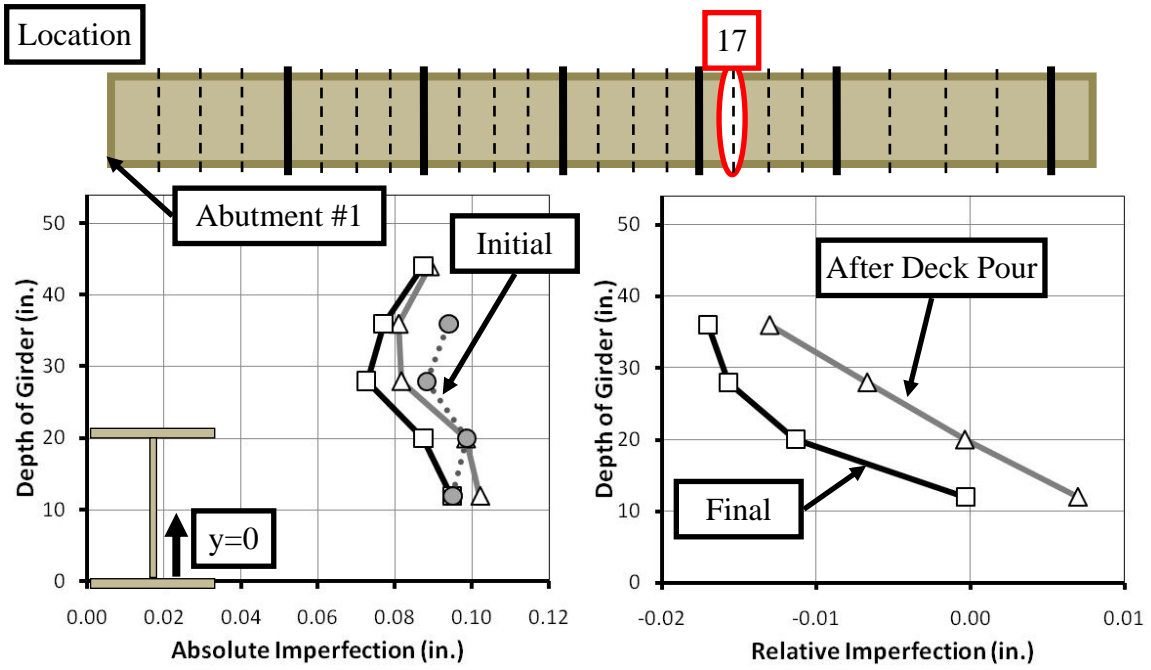 Location
17
Abutment #1
Initial
After Deck Pour
Final
y=0
Depth of Girder (in.)
50
40
30
20
10
0
0.00 0.02 0.04 0.06 0.08 0.10 0.12
Absolute Imperfection (in.)
Depth of Girder (in.)
50
40
30
20
10
0
-0.02 -0.01 0.00 0.01
Relative Imperfection (in.)